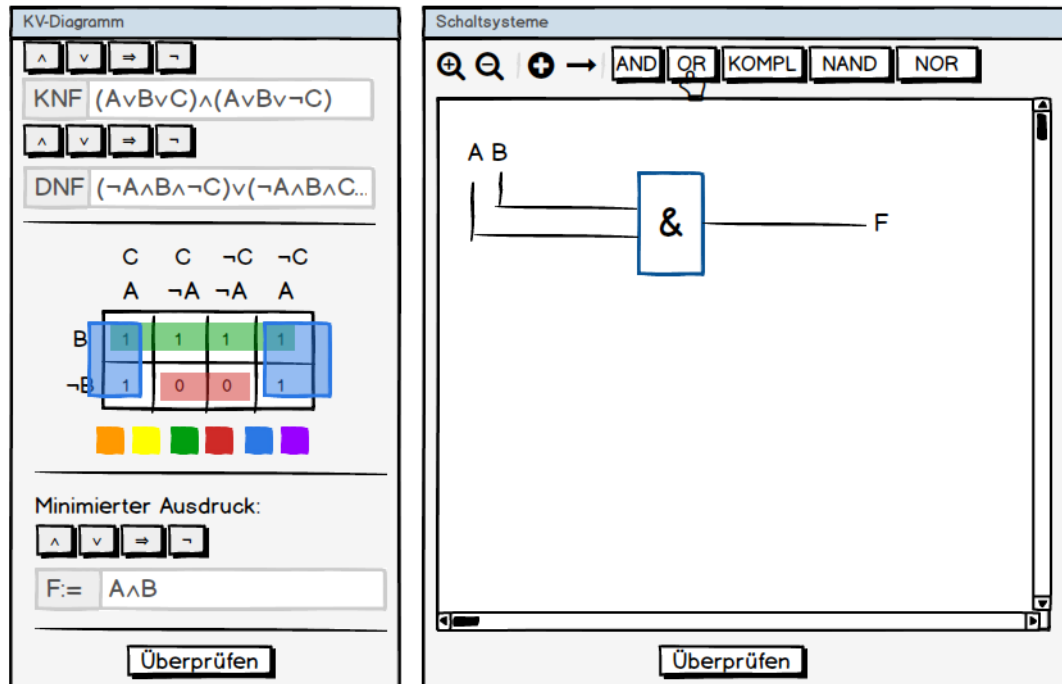 KV-Diagramm
∧ ∨ ⇒ ¬
KNF (A∨B∨C)∧(A∨B∨¬C)
∧ ∨ ⇒ ¬
DNF (¬A∧B∧¬C)∨(¬A∧B∧C...
C C ¬C ¬C
A ¬A ¬A A
B 1 1 1 1
¬B 1 0 0 1
Minimierter Ausdruck:
∧ ∨ ⇒ ¬
F:= A∧B
Überprüfen
Schaltsysteme
AND OR KOMPL NAND NOR
A B
& F
Überprüfen